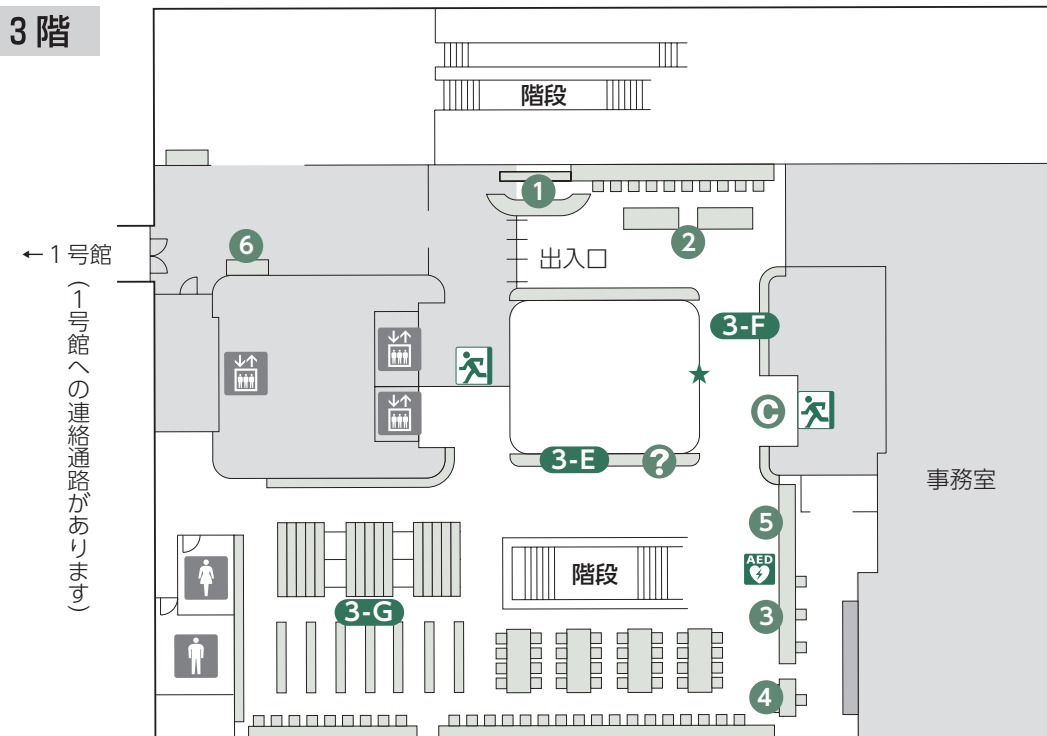 3階
階段
1
2
出入口
6
←1号館
(1号館への連絡通路があります)
3-F
★
C
3-E
?
事務室
5
AED
階段
3-G
3
4